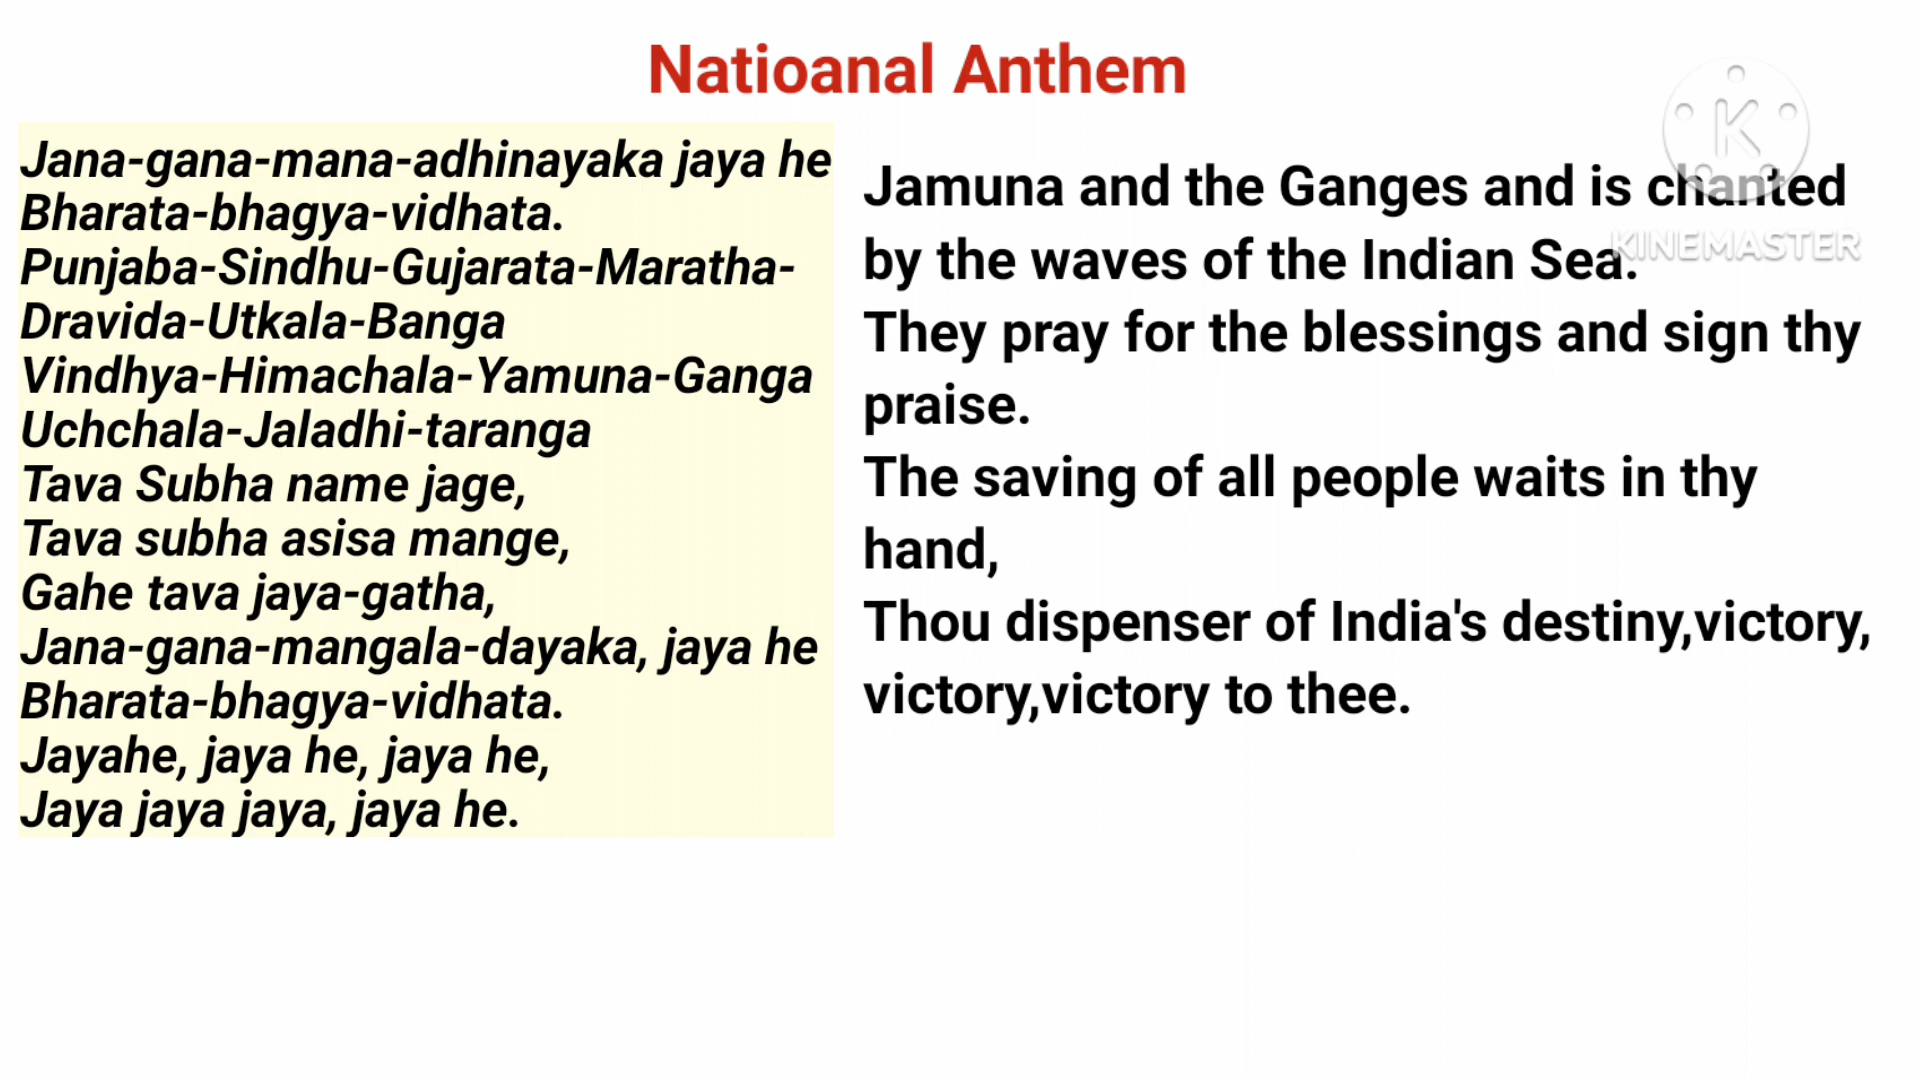 Natioanal Anthem
Jana-gana-mana-adhinayaka jaya he
Bharata-bhagya-vidhata.
Punjaba-Sindhu-Gujarata-Maratha-
Dravida-Utkala-Banga
Vindhya-Himachala-Yamuna-Ganga
Uchchala-Jaladhi-taranga
Tava Subha name jage,
Tava subha asisa mange,
Gahe tava jaya-gatha,
Jana-gana-mangala-dayaka, jaya he
Bharata-bhagya-vidhata.
Jayahe, jaya he, jaya he,
Jaya jaya jaya, jaya he.
Jamuna and the Ganges and is chanted
by the waves of the Indian Sea.
They pray for the blessings and sign thy
praise.
The saving of all people waits in thy
hand,
Thou dispenser of India's destiny,victory,
victory,victory to thee.
K
KINEMASTER